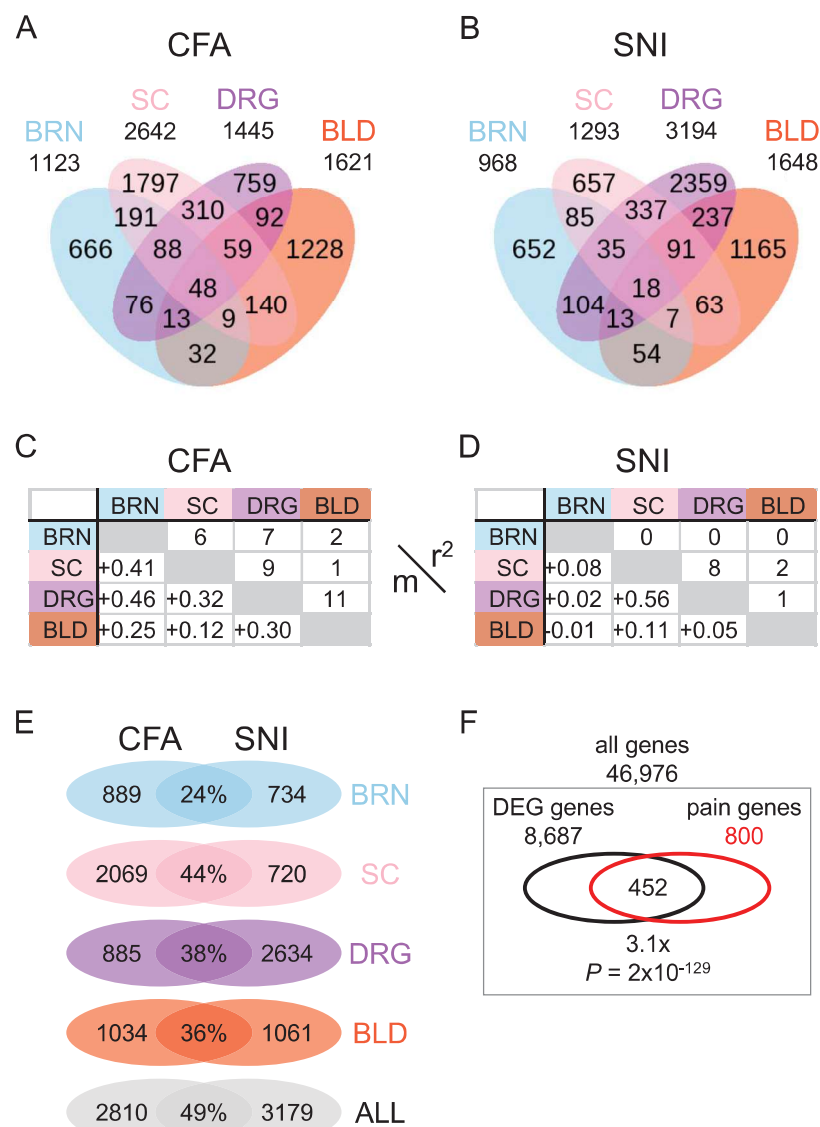 A
CFA
BRN
1123
SC
2642
DRG
1445
BLD
1621
1797
759
191
310
92
666
88
59
1228
48
76
13
9
140
32
B
SNI
BRN
968
SC
1293
DRG
3194
BLD
1648
657
2359
85
337
237
652
35
91
1165
18
104
13
7
63
54
C
CFA
BRN SC DRG BLD
BRN 6 7 2
SC +0.41 9 1
DRG +0.46 +0.32 11
BLD +0.25 +0.12 +0.30
m r²
D
SNI
BRN SC DRG BLD
BRN 0 0 0
SC +0.08 8 2
DRG +0.02 +0.56 1
BLD -0.01 +0.11 +0.05
E
CFA SNI
889 24% 734 BRN
2069 44% 720 SC
885 38% 2634 DRG
1034 36% 1061 BLD
2810 49% 3179 ALL
F
all genes
46,976
DEG genes pain genes
8,687 800
452
3.1x
P = 2x10⁻¹²⁹